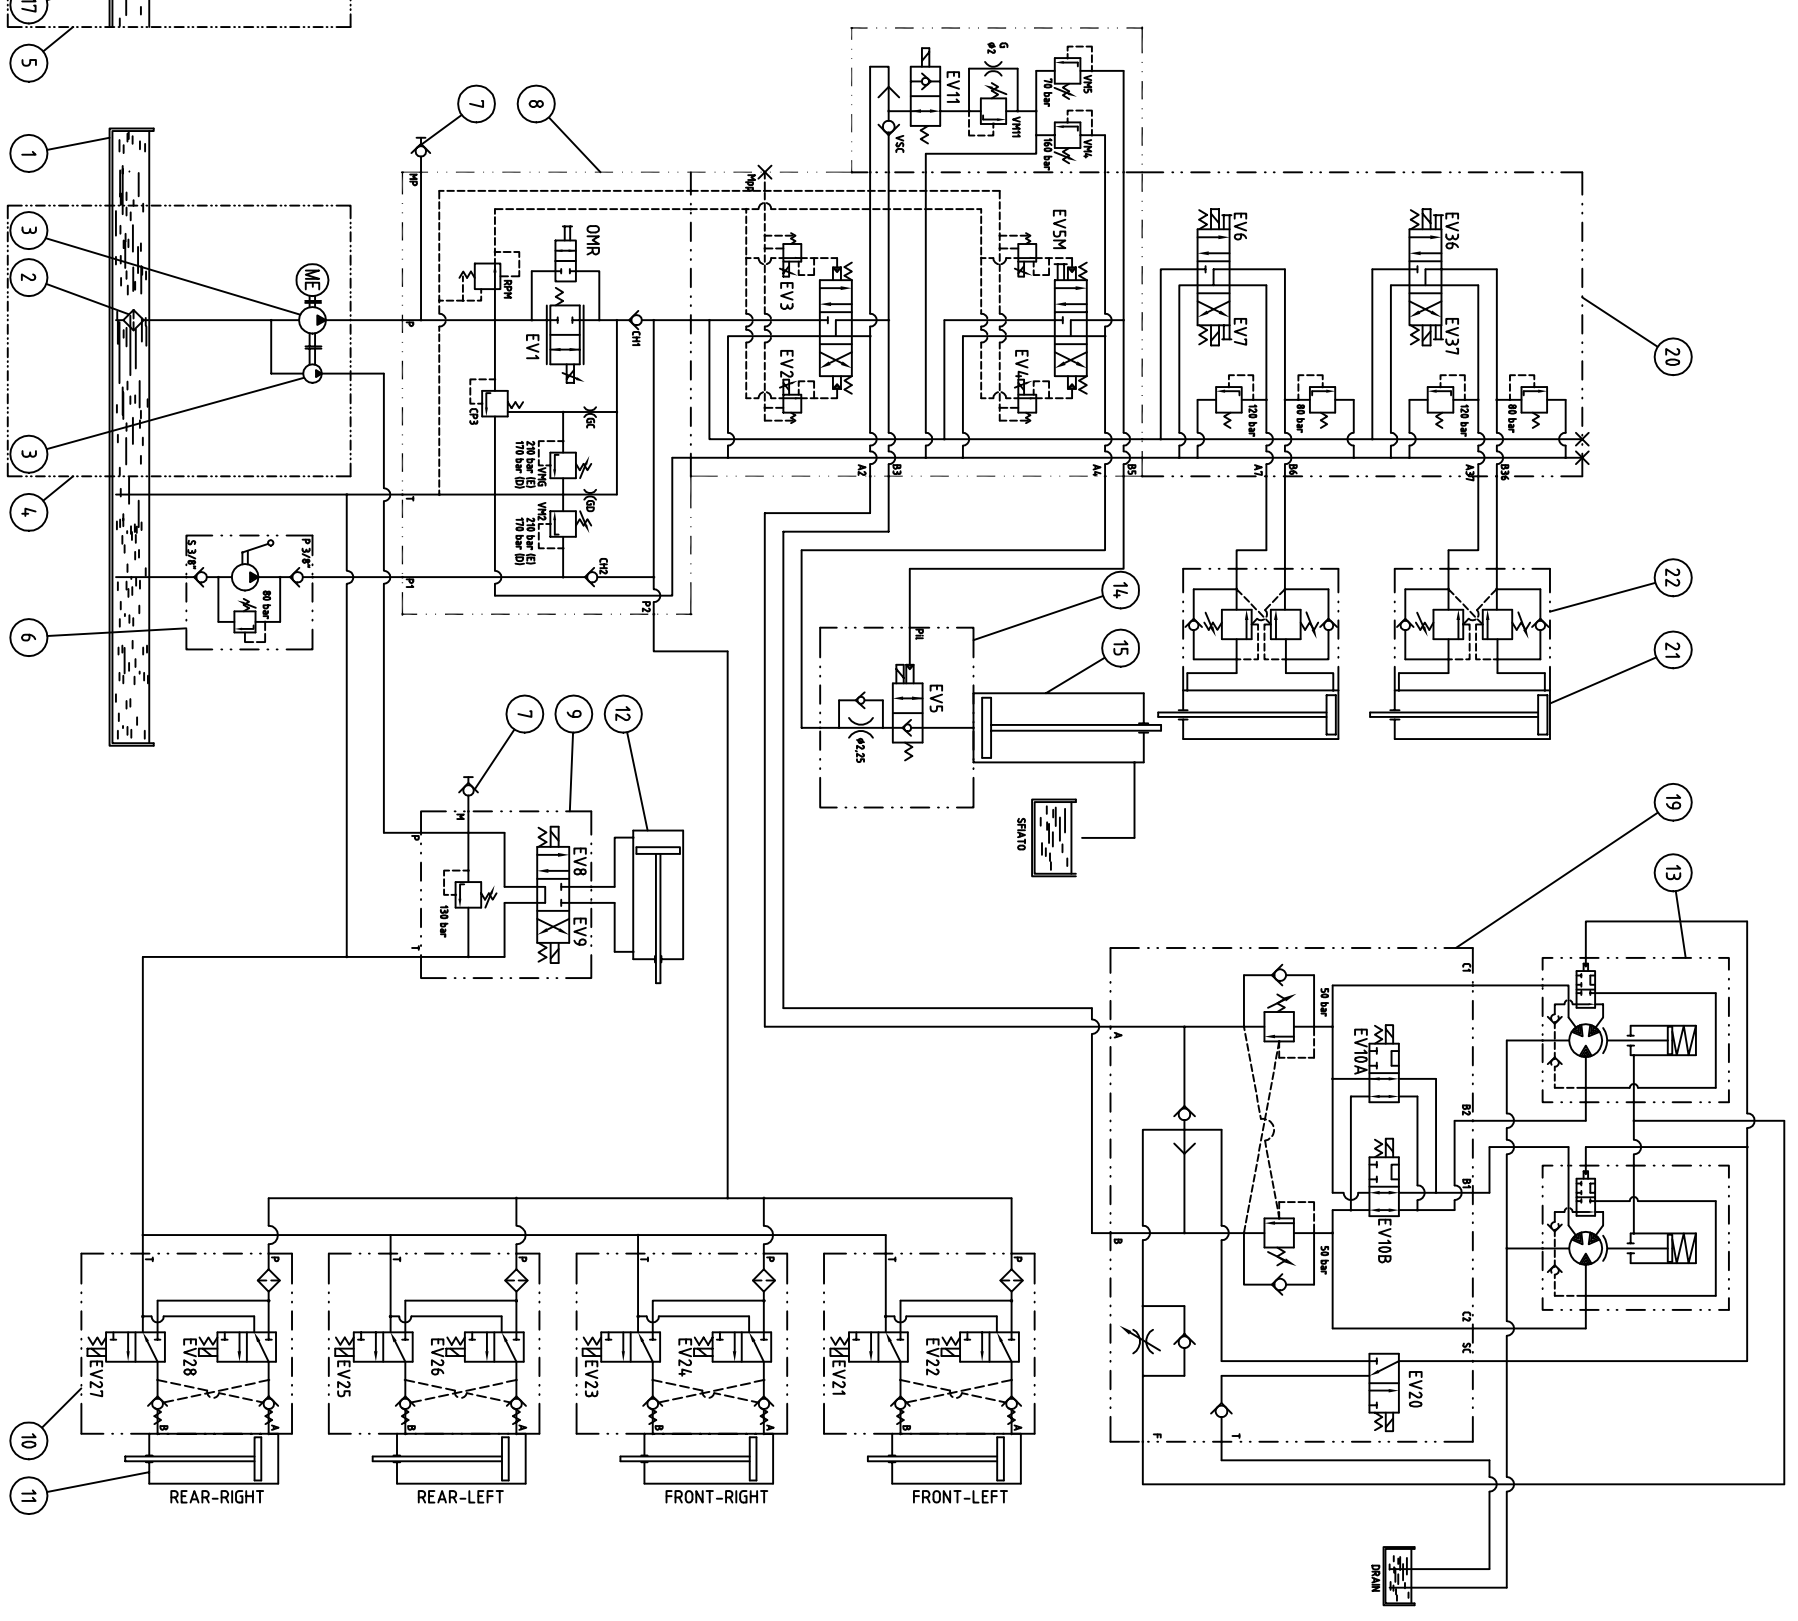 17
5
1
3
2
3
4
6
7
8
7
9
12
14
15
20
22
21
19
13
10
11
ME
MP
P
T
P1
P2
OMR
RPM
EV1
CH1
CP3
GC
VMG
210 bar (E)
170 bar (D)
GD
VM2
210 bar (E)
170 bar (D)
CH2
S 3/8"
P 3/8"
80 bar
EV11
G
ø2
VM11
VM5
70 bar
VM4
160 bar
VSC
Mpp
EV3
EV2
EV5M
EV4
A2
B3
A4
B5
EV6
EV7
120 bar
80 bar
A7
B6
EV36
EV37
120 bar
80 bar
A37
B36
Pil
EV5
ø2,25
SFIATO
M
P
T
130 bar
EV8
EV9
A
B
50 bar
50 bar
EV10A
EV10B
C1
B2
B1
C2
SC
EV20
F
T
DRAIN
T
P
EV28
EV27
B
A
REAR-RIGHT
T
P
EV26
EV25
B
A
REAR-LEFT
T
P
EV24
EV23
B
A
FRONT-RIGHT
T
P
EV22
EV21
B
A
FRONT-LEFT